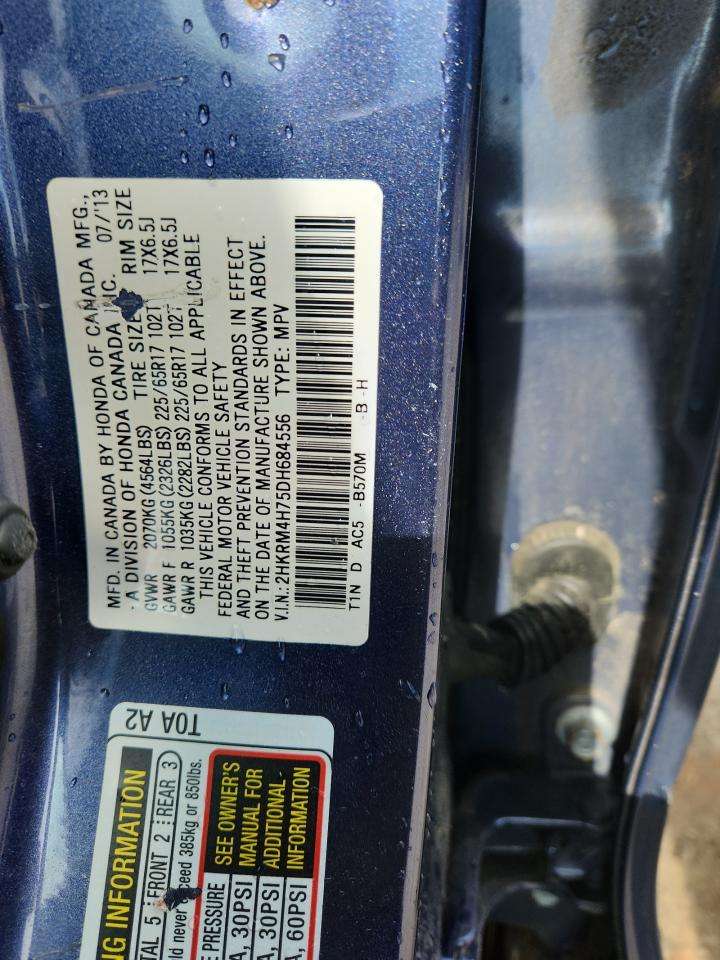 MFD. IN CANADA BY HONDA OF CANADA MFG.,
A DIVISION OF HONDA CANADA INC. 07/'13
GVWR 2070KG (4564LBS) TIRE SIZE RIM SIZE
GAWR F 1055KG (2326LBS) 225/65R17 102T 17X6.5J
GAWR R 1035KG (2282LBS) 225/65R17 102T 17X6.5J
THIS VEHICLE CONFORMS TO ALL APPLICABLE
FEDERAL MOTOR VEHICLE SAFETY
AND THEFT PREVENTION STANDARDS IN EFFECT
ON THE DATE OF MANUFACTURE SHOWN ABOVE.
V.I.N.: 2HKRM4H75DH684556 TYPE: MPV
T1N D AC5 -B570M -B -H
T0A A2
INFORMATION
5 FRONT 2 REAR 3
never exceed 385kg or 850lbs.
PRESSURE
SEE OWNER'S
MANUAL FOR
ADDITIONAL
INFORMATION
30PSI
30PSI
60PSI